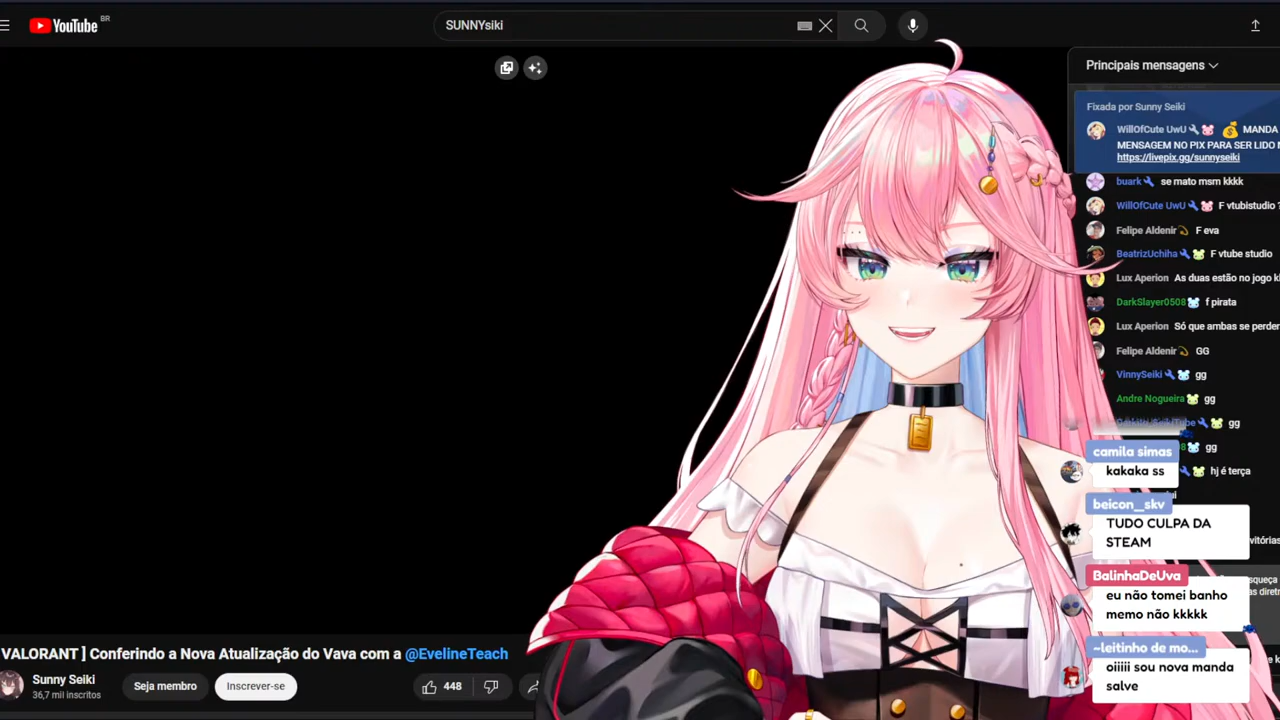 YouTube BR
SUNNYsiki
Principais mensagens
Fixada por Sunny Seiki
WillOfCute UwU MANDA
MENSAGEM NO PIX PARA SER LIDO
https://livepix.gg/sunnyseiki
buark se mato msm kkkk
WillOfCute UwU F vtubistudio ?
Felipe Aldenir F eva
BeatrizUchiha F vtube studio
Lux Aperion As duas estão no jogo
DarkSlayer0508 f pirata
Lux Aperion Só que ambas se perder
Felipe Aldenir GG
VinnySeiki gg
Andre Nogueira gg
gg
gg
hj é terça
camila simas
kakaka ss
beicon_skv
TUDO CULPA DA
STEAM
BalinhaDeUva
eu não tomei banho
memo não kkkkk
~leitinho de mo...
oiiiii sou nova manda
salve
VALORANT ] Conferindo a Nova Atualização do Vava com a @EvelineTeach
Sunny Seiki
36,7 mil inscritos
Seja membro
Inscrever-se
448